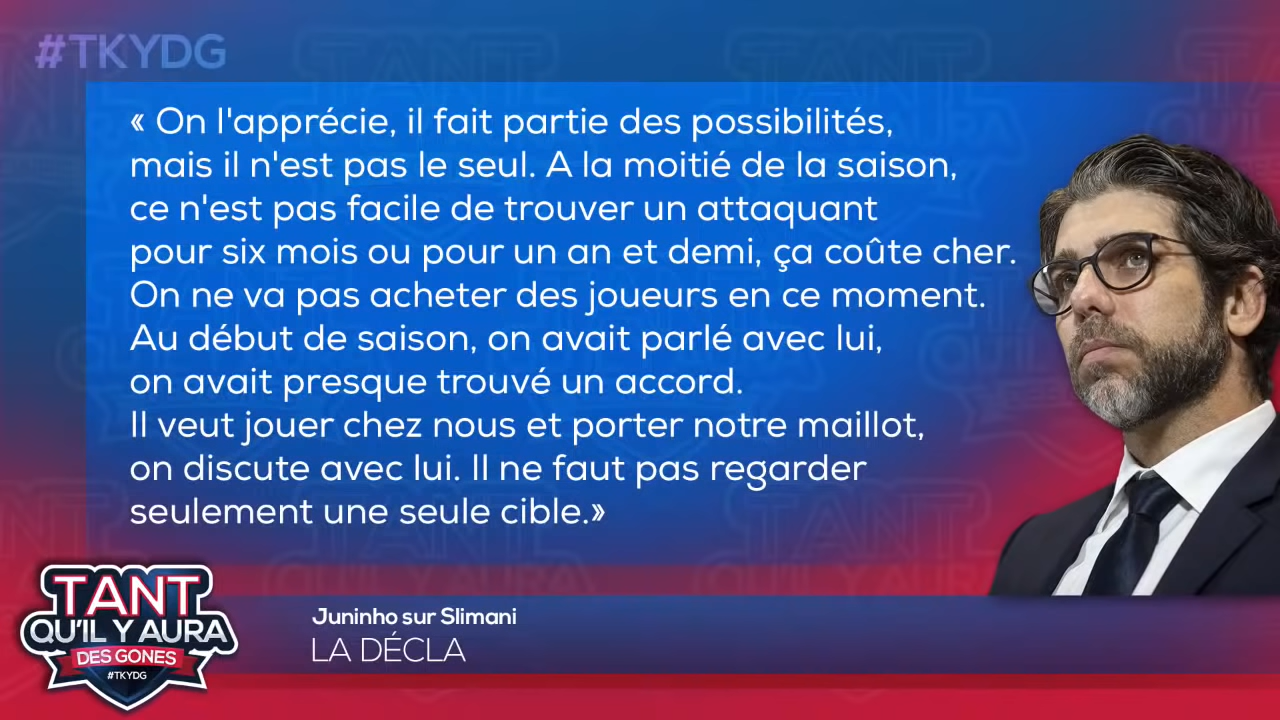 #TKYDG
« On l'apprécie, il fait partie des possibilités,
mais il n'est pas le seul. A la moitié de la saison,
ce n'est pas facile de trouver un attaquant
pour six mois ou pour un an et demi, ça coûte cher.
On ne va pas acheter des joueurs en ce moment.
Au début de saison, on avait parlé avec lui,
on avait presque trouvé un accord.
Il veut jouer chez nous et porter notre maillot,
on discute avec lui. Il ne faut pas regarder
seulement une seule cible.»
TANT
QU'IL Y AURA
DES GONES
#TKYDG
Juninho sur Slimani
LA DÉCLA